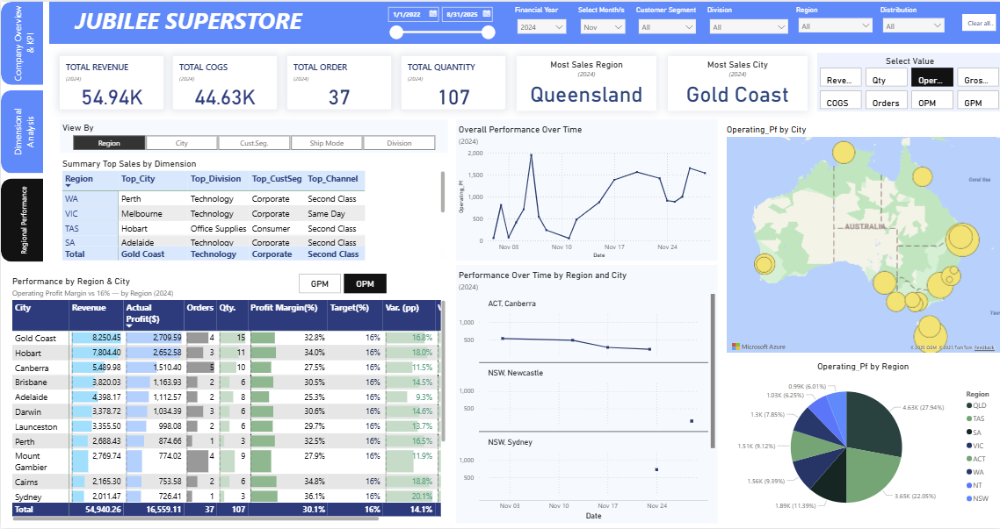 Company Overview & KPI
Dimensional Analysis
Regional Performance
JUBILEE SUPERSTORE
1/1/2022 8/31/2025
Financial Year Select Month/s Customer Segment Division Region Distribution
2024 Nov All All All All Clear all...
TOTAL REVENUE
(2024)
54.94K
TOTAL COGS
(2024)
44.63K
TOTAL ORDER
(2024)
37
TOTAL QUANTITY
(2024)
107
Most Sales Region
(2024)
Queensland
Most Sales City
(2024)
Gold Coast
Select Value
Reve... Qty Oper... Gros...
COGS Orders OPM GPM
View By
Region City Cust.Seg. Ship Mode Division
Summary Top Sales by Dimension
Region Top_City Top_Division Top_CustSeg Top_Channel
WA Perth Technology Corporate Second Class
VIC Melbourne Technology Corporate Same Day
TAS Hobart Office Supplies Consumer Second Class
SA Adelaide Technology Corporate Second Class
Total Gold Coast Technology Corporate Second Class
Overall Performance Over Time
(2024)
Operating_Pf
2,000
1,500
1,000
500
0
Nov 03 Nov 10 Nov 17 Nov 24
Date
Operating_Pf by City
AUSTRALIA
Coral Sea
Microsoft Azure
© 2025 OSM ©2025 TomTom Feedback
Performance by Region & City
Operating Profit Margin vs 16% — by Region (2024)
GPM OPM
City Revenue Actual Profit($) Orders Qty. Profit Margin(%) Target(%) Var. (pp)
Gold Coast 8,250.45 2,709.59 4 15 32.8% 16% 16.8%
Hobart 7,804.40 2,652.58 3 11 34.0% 16% 18.0%
Canberra 5,489.98 1,510.40 5 10 27.5% 16% 11.5%
Brisbane 3,820.03 1,163.93 2 6 30.5% 16% 14.5%
Adelaide 4,398.17 1,112.57 2 8 25.3% 16% 9.3%
Darwin 3,378.72 1,034.39 3 6 30.6% 16% 14.6%
Launceston 3,355.50 998.08 2 6 29.7% 16% 13.7%
Perth 2,688.43 874.66 1 3 32.5% 16% 16.5%
Mount Gambier 2,769.74 774.02 4 9 27.9% 16% 11.9%
Cairns 2,165.30 753.58 2 6 34.8% 16% 18.8%
Sydney 2,011.47 726.41 1 3 36.1% 16% 20.1%
Total 54,940.26 16,559.11 37 107 30.1% 16% 14.1%
Performance Over Time by Region and City
(2024)
ACT, Canberra
1,000
500
NSW, Newcastle
1,000
500
NSW, Sydney
1,000
500
Nov 03 Nov 10 Nov 17 Nov 24
Date
Operating_Pf by Region
0.99K (6.01%)
1.03K (6.25%)
1.3K (7.85%)
1.51K (9.12%)
1.56K (9.39%)
1.89K (11.39%)
3.65K (22.05%)
4.63K (27.94%)
Region
QLD
TAS
SA
VIC
ACT
WA
NT
NSW